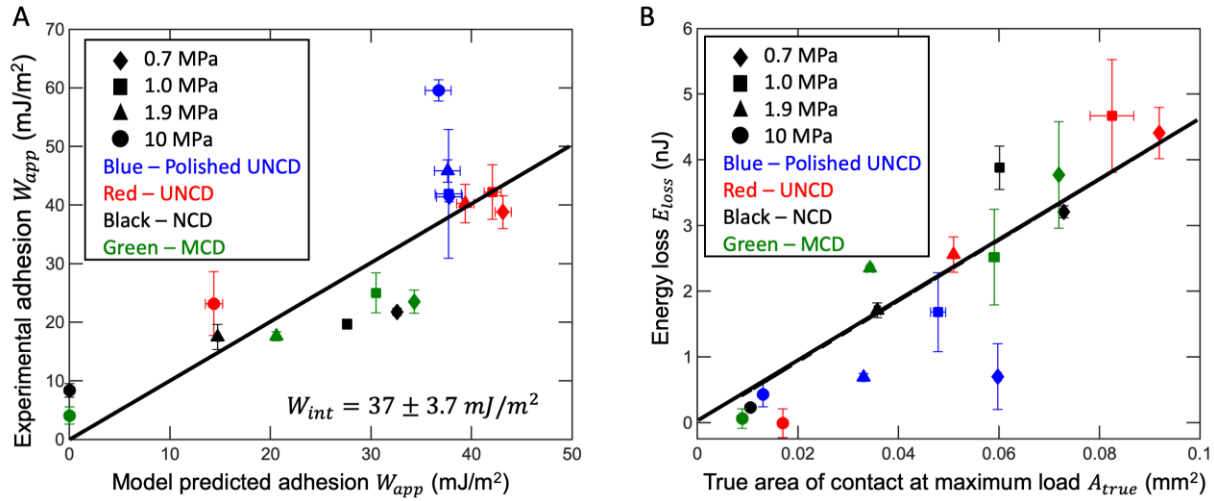 A
Experimental adhesion W_app (mJ/m²)
70
60
50
40
30
20
10
0
0.7 MPa
1.0 MPa
1.9 MPa
10 MPa
Blue – Polished UNCD
Red – UNCD
Black – NCD
Green – MCD
W_int = 37 ± 3.7 mJ/m²
0 10 20 30 40 50
Model predicted adhesion W_app (mJ/m²)
B
Energy loss E_loss (nJ)
6
5
4
3
2
1
0
0.7 MPa
1.0 MPa
1.9 MPa
10 MPa
Blue – Polished UNCD
Red – UNCD
Black – NCD
Green – MCD
0 0.02 0.04 0.06 0.08 0.1
True area of contact at maximum load A_true (mm²)